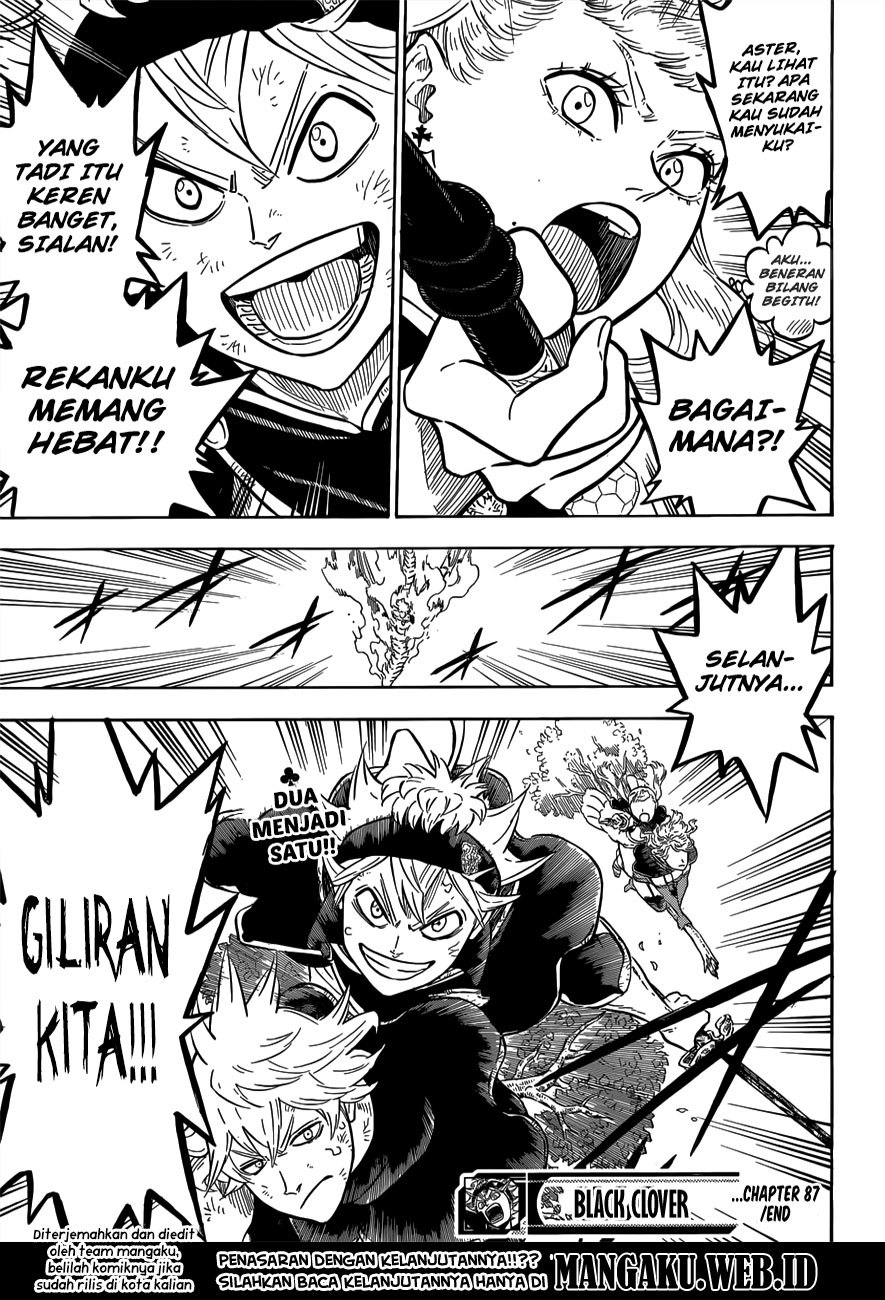 ASTER,
KAU LIHAT
ITU? APA
SEKARANG
KAU SUDAH
MENYUKAI-
KU?
AKU...
BENERAN
BILANG
BEGITU!
BAGAI-
MANA?!
YANG
TADI ITU
KEREN
BANGET,
SIALAN!
REKANKU
MEMANG
HEBAT!!
SELAN-
JUTNYA...
DUA
MENJADI
SATU!!
GILIRAN
KITA!!!
BLACK CLOVER
...CHAPTER 87
/END
Diterjemahkan dan diedit
oleh team mangaku,
belilah komiknya jika
sudah rilis di kota kalian
PENASARAN DENGAN KELANJUTANNYA!!??
SILAHKAN BACA KELANJUTANNYA HANYA DI
MANGAKU.WEB.ID